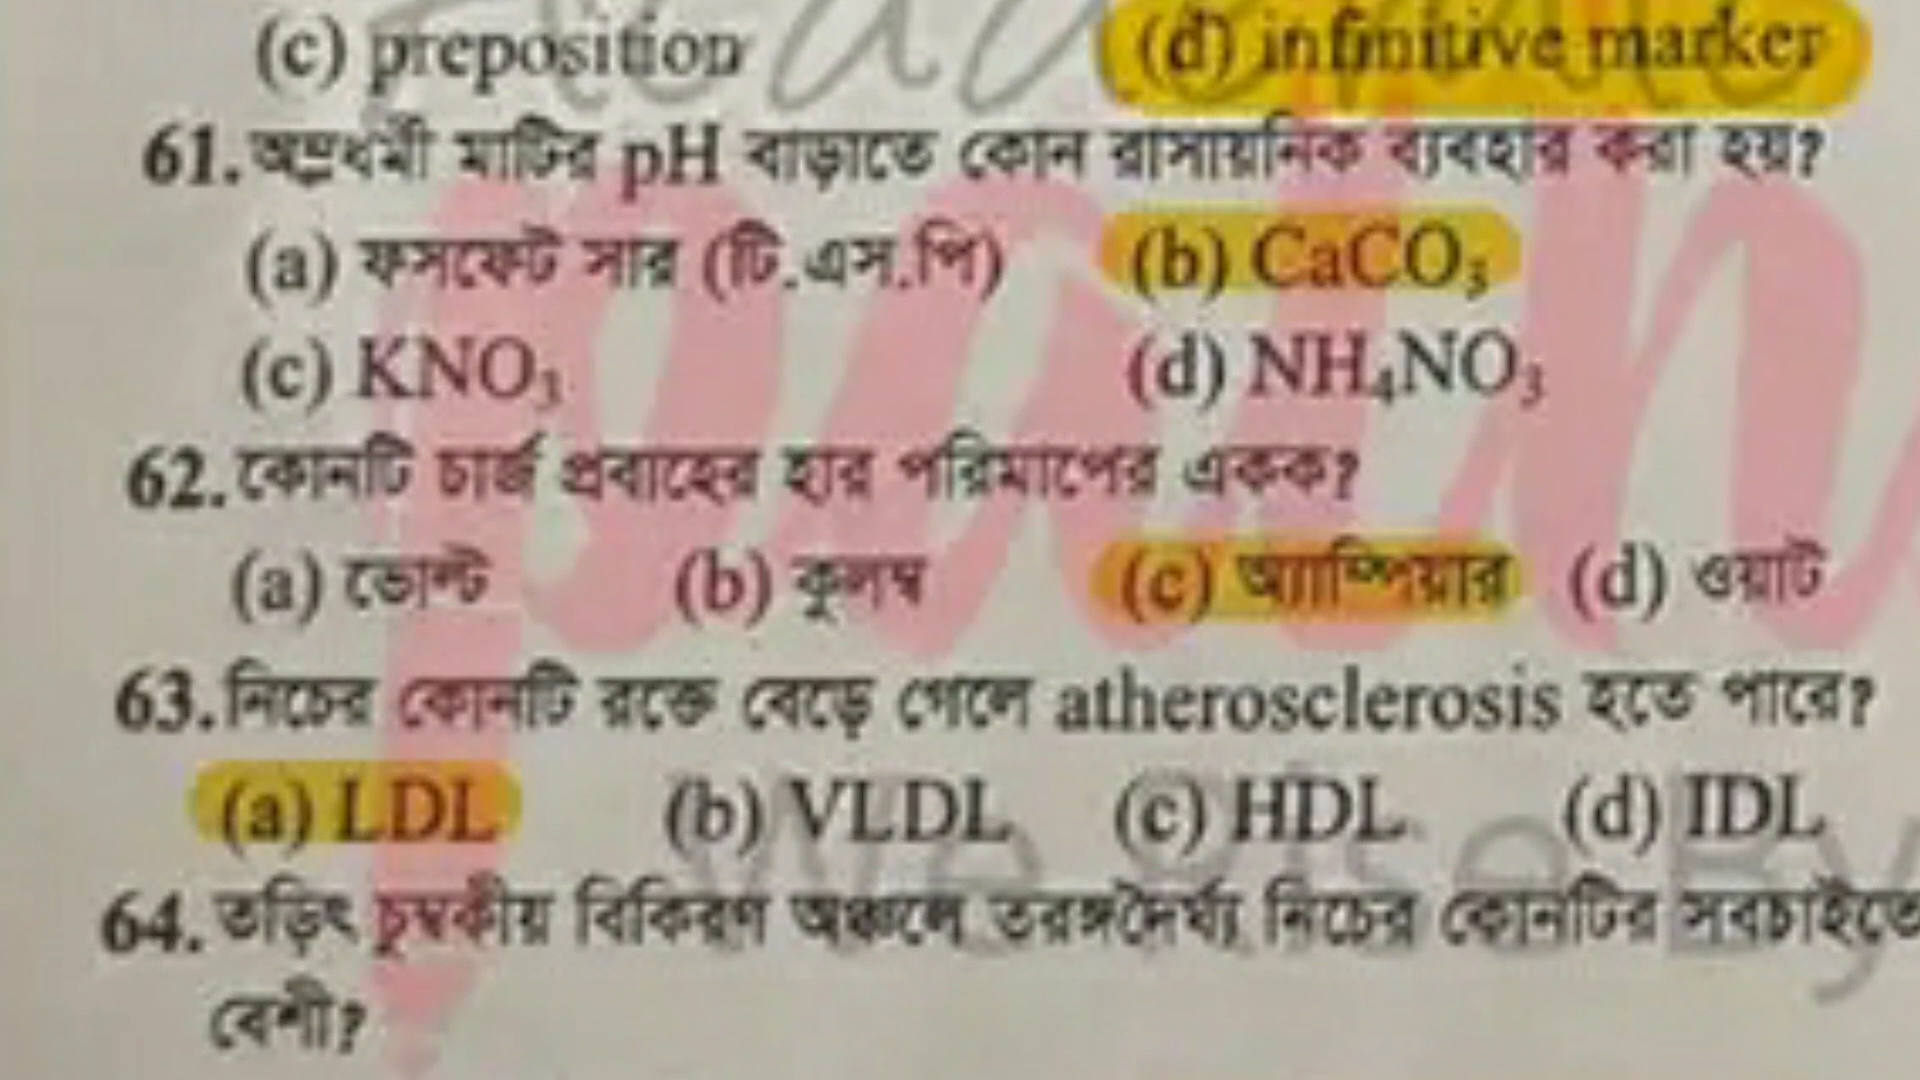 (c) preposition (d) infinitive marker
61. অম্লধর্মী মাটির pH বাড়াতে কোন রাসায়নিক ব্যবহার করা হয়?
(a) ফসফেট সার (টি.এস.পি) (b) CaCO₃
(c) KNO₃ (d) NH₄NO₃
62. কোনটি চার্জ প্রবাহের হার পরিমাপের একক?
(a) ভোল্ট (b) কুলম্ব (c) অ্যাম্পিয়ার (d) ওয়াট
63. নিচের কোনটি রক্তে বেড়ে গেলে atherosclerosis হতে পারে?
(a) LDL (b) VLDL (c) HDL (d) IDL
64. তড়িৎ চুম্বকীয় বিকিরণ অঞ্চলে তরঙ্গদৈর্ঘ্য নিচের কোনটির সবচাইতে
বেশী?